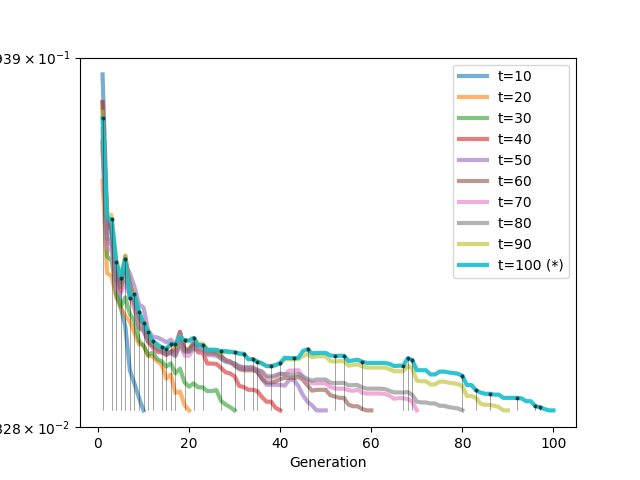 39 × 10⁻¹
t=10
t=20
t=30
t=40
t=50
t=60
t=70
t=80
t=90
t=100 (*)
328 × 10⁻²
0 20 40 60 80 100
Generation